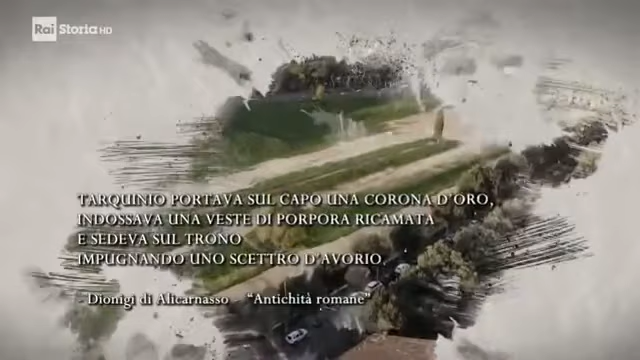 Rai Storia HD
TARQUINIO PORTAVA SUL CAPO UNA CORONA D'ORO,
INDOSSAVA UNA VESTE DI PORPORA RICAMATA
E SEDEVA SUL TRONO
IMPUGNANDO UNO SCETTRO D'AVORIO.
- Dionigi di Alicarnasso - "Antichità romane"